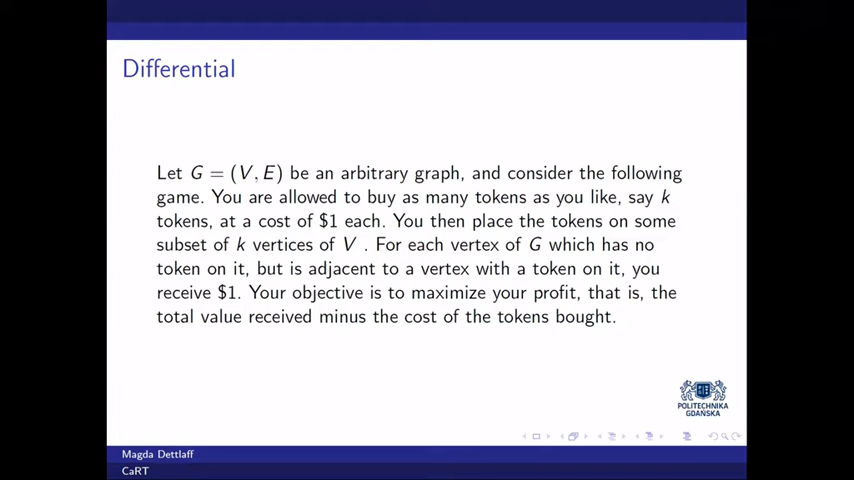 Differential
Let G = (V, E) be an arbitrary graph, and consider the following
game. You are allowed to buy as many tokens as you like, say k
tokens, at a cost of $1 each. You then place the tokens on some
subset of k vertices of V . For each vertex of G which has no
token on it, but is adjacent to a vertex with a token on it, you
receive $1. Your objective is to maximize your profit, that is, the
total value received minus the cost of the tokens bought.
POLITECHNIKA
GDAŃSKA
Magda Dettlaff
CaRT